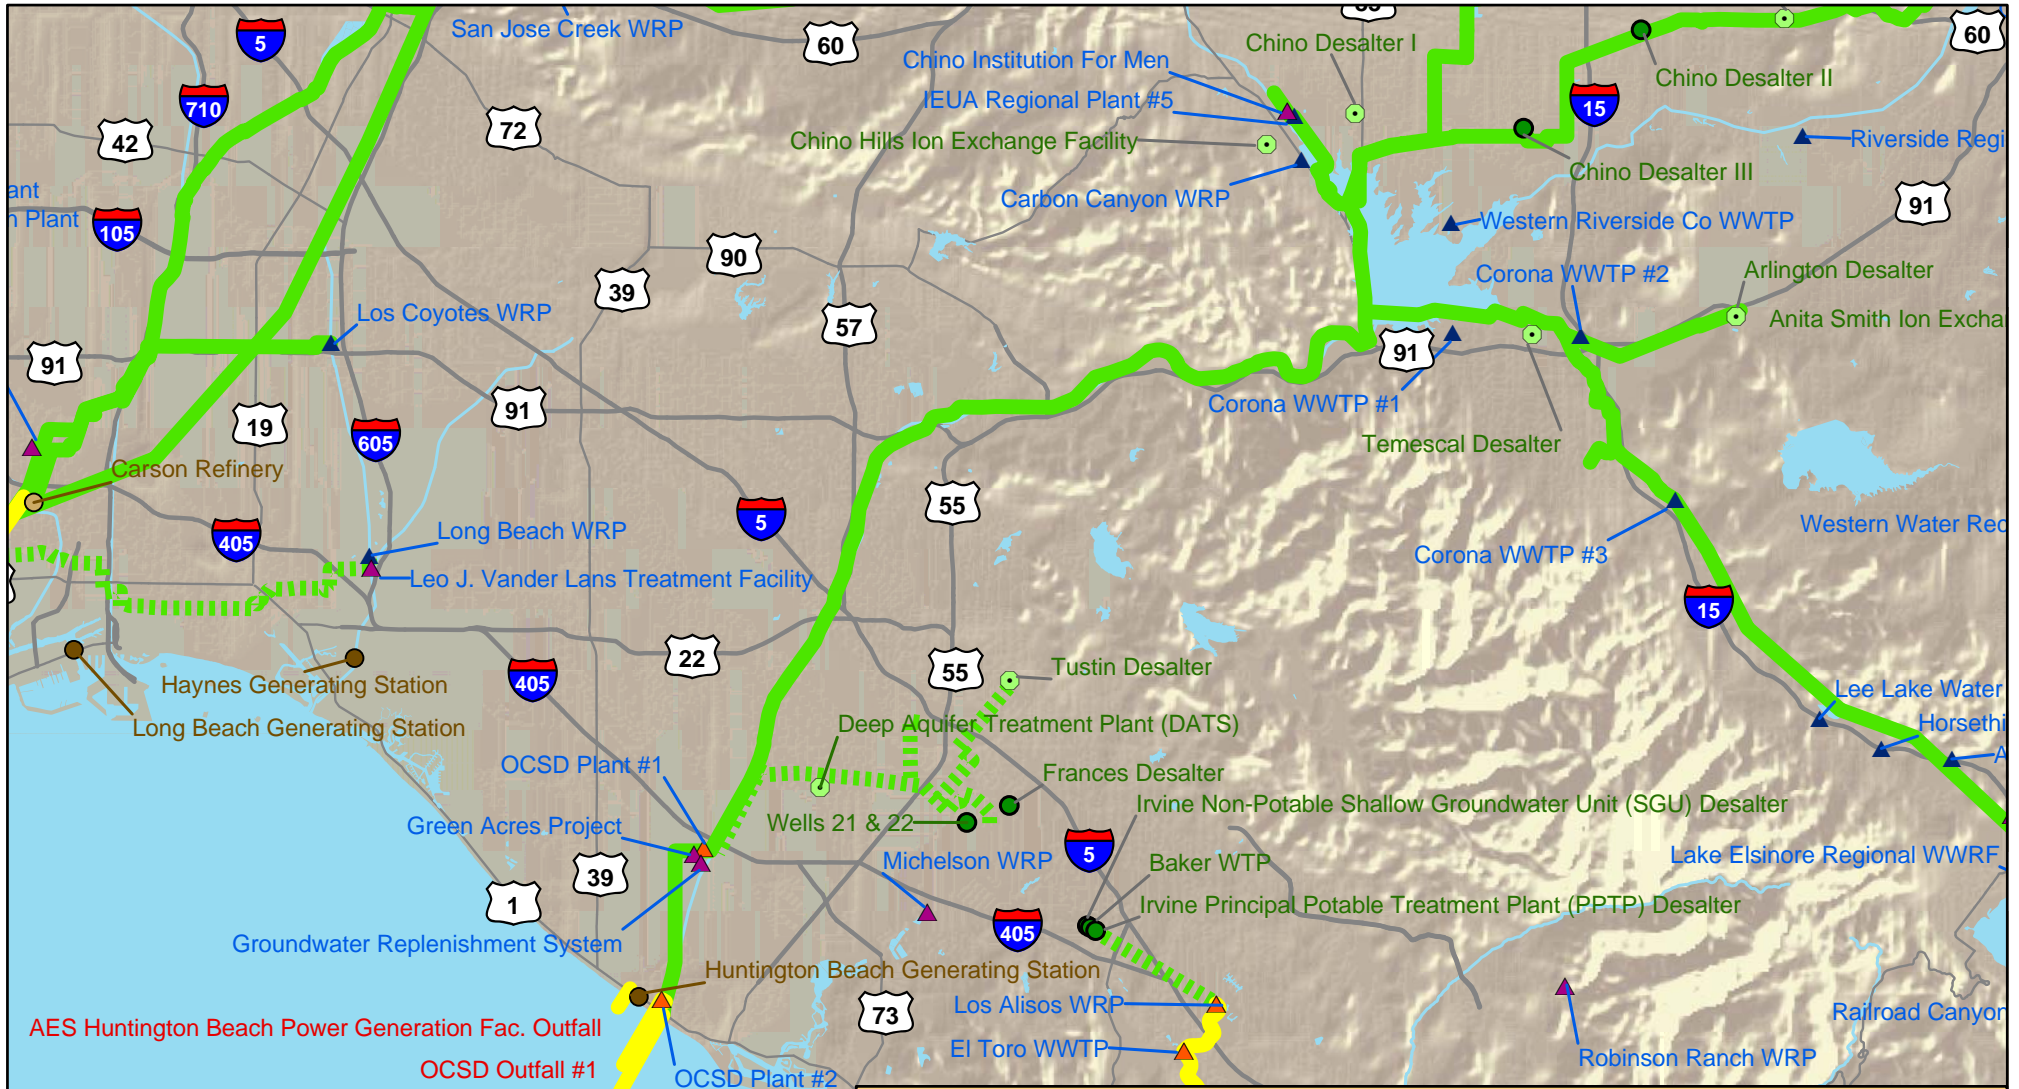 San Jose Creek WRP
5
60
Chino Desalter I
60
Chino Institution For Men
Chino Desalter II
710
IEUA Regional Plant #5
15
72
42
Chino Hills Ion Exchange Facility
Riverside Regi
Chino Desalter III
ant
Carbon Canyon WRP
91
n Plant
105
Western Riverside Co WWTP
90
39
Corona WWTP #2
Arlington Desalter
Los Coyotes WRP
57
Anita Smith Ion Excha
91
91
91
Corona WWTP #1
19
605
Temescal Desalter
Carson Refinery
55
5
405
Long Beach WRP
Western Water Rec
Corona WWTP #3
Leo J. Vander Lans Treatment Facility
15
22
55
Tustin Desalter
405
Haynes Generating Station
Lee Lake Water
Long Beach Generating Station
Deep Aquifer Treatment Plant (DATS)
Horsethi
A
OCSD Plant #1
Frances Desalter
Irvine Non-Potable Shallow Groundwater Unit (SGU) Desalter
Green Acres Project
Wells 21 & 22
5
Michelson WRP
Baker WTP
Lake Elsinore Regional WWRF
39
1
Irvine Principal Potable Treatment Plant (PPTP) Desalter
405
Groundwater Replenishment System
Huntington Beach Generating Station
Los Alisos WRP
73
Railroad Canyon
AES Huntington Beach Power Generation Fac. Outfall
El Toro WWTP
Robinson Ranch WRP
OCSD Outfall #1
OCSD Plant #2